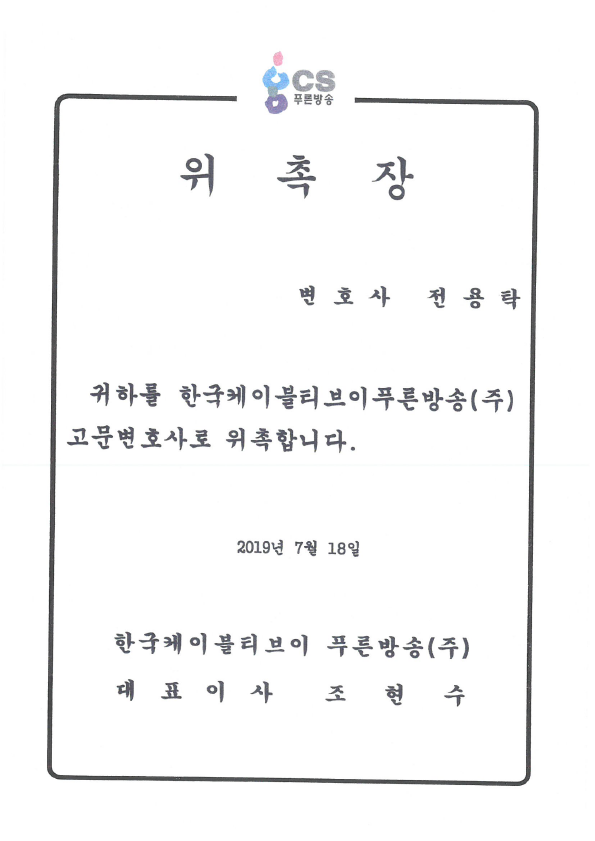 CS
푸른방송
위 촉 장
변 호 사 전 용 탁
귀하를 한국케이블티브이푸른방송(주)
고문변호사로 위촉합니다.
2019년 7월 18일
한국케이블티브이 푸른방송(주)
대 표 이 사 조 현 수